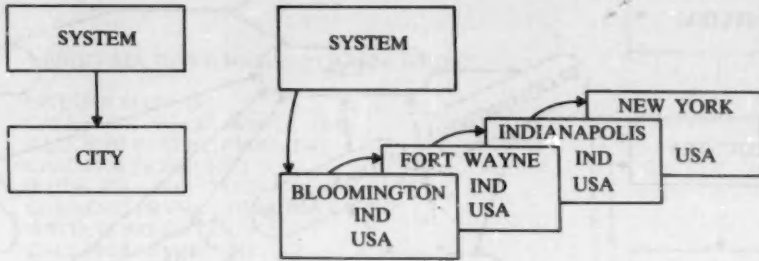 SYSTEM
CITY
SYSTEM
BLOOMINGTON
IND
USA
FORT WAYNE
IND
USA
INDIANAPOLIS
IND
USA
NEW YORK
USA